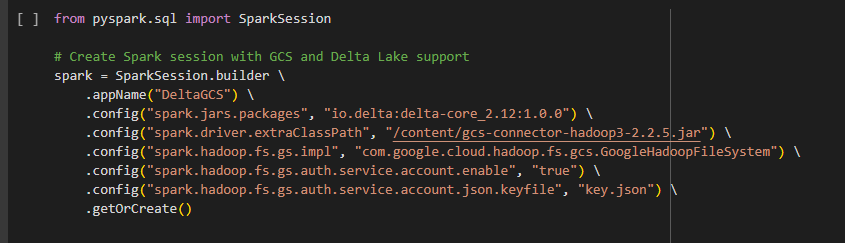 [ ] from pyspark.sql import SparkSession
# Create Spark session with GCS and Delta Lake support
spark = SparkSession.builder \
.appName("DeltaGCS") \
.config("spark.jars.packages", "io.delta:delta-core_2.12:1.0.0") \
.config("spark.driver.extraClassPath", "/content/gcs-connector-hadoop3-2.2.5.jar") \
.config("spark.hadoop.fs.gs.impl", "com.google.cloud.hadoop.fs.gcs.GoogleHadoopFileSystem") \
.config("spark.hadoop.fs.gs.auth.service.account.enable", "true") \
.config("spark.hadoop.fs.gs.auth.service.account.json.keyfile", "key.json") \
.getOrCreate()